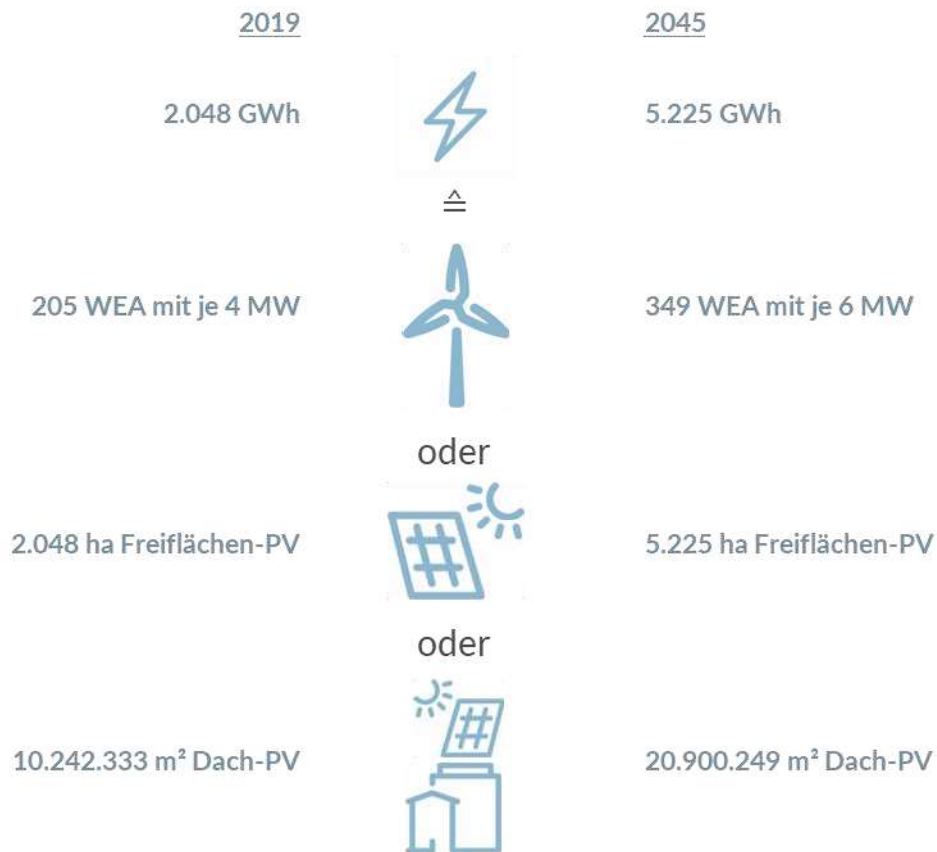 2019 2045
2.048 GWh 5.225 GWh
≙
205 WEA mit je 4 MW 349 WEA mit je 6 MW
oder
2.048 ha Freiflächen-PV 5.225 ha Freiflächen-PV
oder
10.242.333 m² Dach-PV 20.900.249 m² Dach-PV